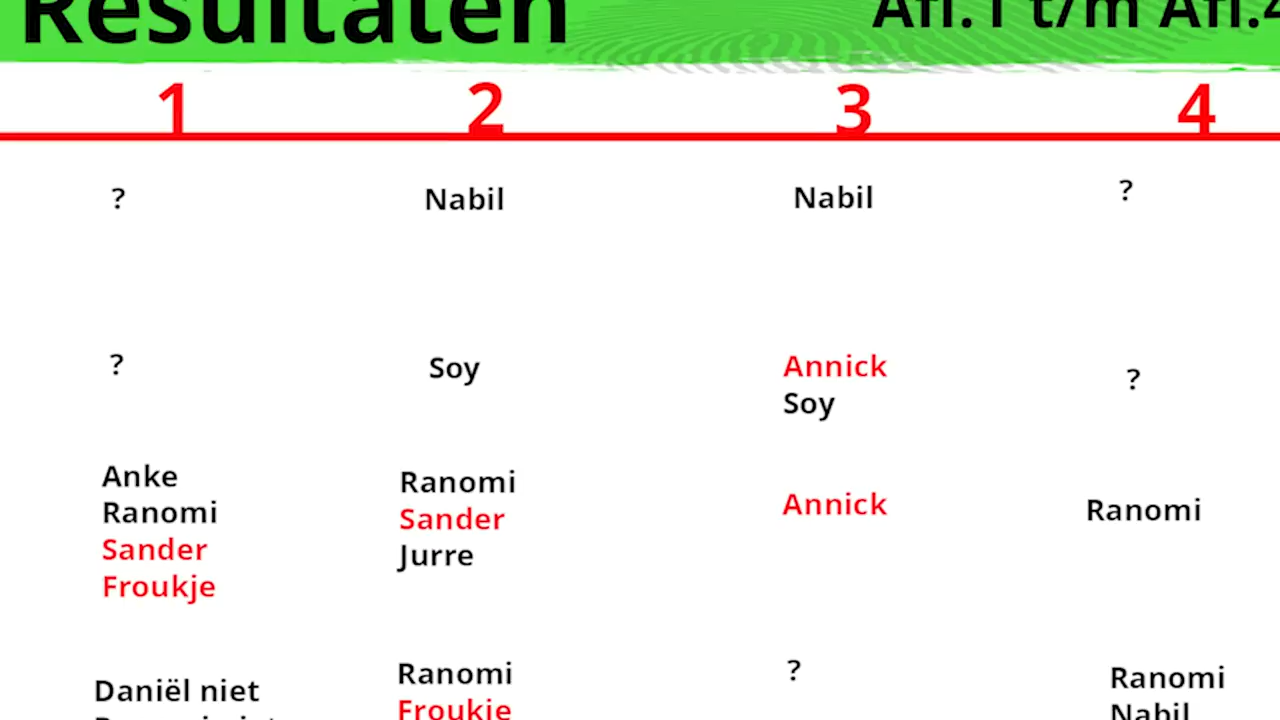 Resultaten Afl.1 t/m Afl.4
1 2 3 4
? Nabil Nabil ?
? Soy Annick ?
Soy
Anke Ranomi Annick Ranomi
Ranomi Sander
Sander Jurre
Froukje
Daniël niet Ranomi ? Ranomi
Froukje Nabil